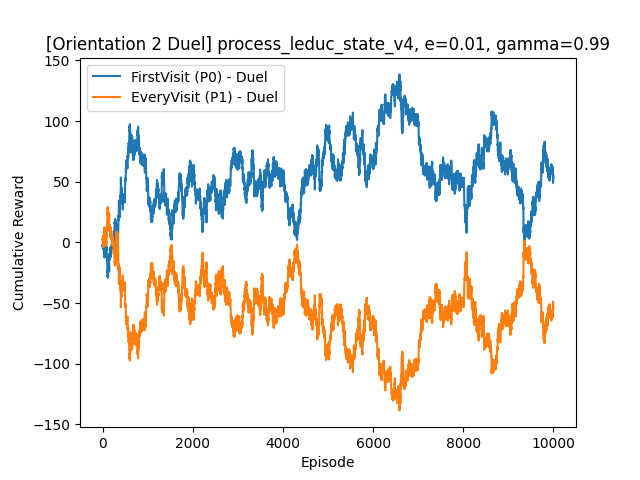 [Orientation 2 Duel] process_leduc_state_v4, e=0.01, gamma=0.99
FirstVisit (P0) - Duel
EveryVisit (P1) - Duel
Cumulative Reward
150
100
50
0
−50
−100
−150
0 2000 4000 6000 8000 10000
Episode